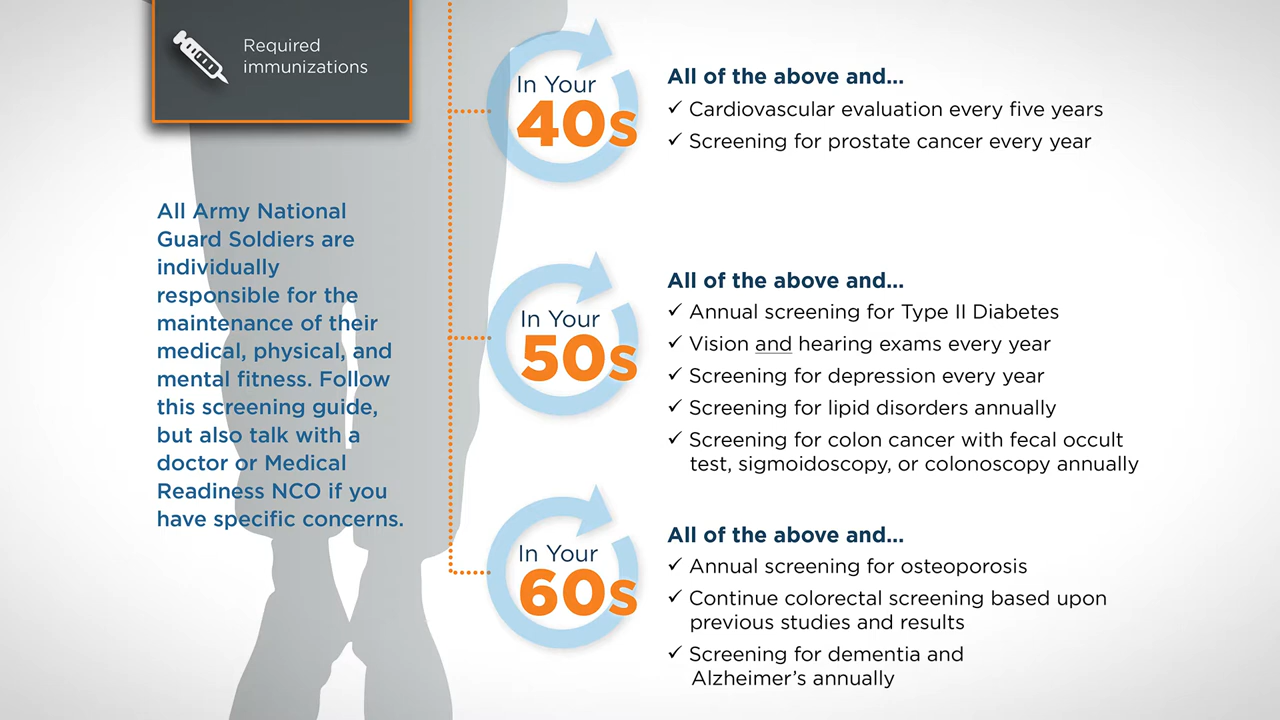 Required
immunizations
All Army National
Guard Soldiers are
individually
responsible for the
maintenance of their
medical, physical, and
mental fitness. Follow
this screening guide,
but also talk with a
doctor or Medical
Readiness NCO if you
have specific concerns.
In Your
40s
All of the above and...
✓ Cardiovascular evaluation every five years
✓ Screening for prostate cancer every year
In Your
50s
All of the above and...
✓ Annual screening for Type II Diabetes
✓ Vision and hearing exams every year
✓ Screening for depression every year
✓ Screening for lipid disorders annually
✓ Screening for colon cancer with fecal occult
test, sigmoidoscopy, or colonoscopy annually
In Your
60s
All of the above and...
✓ Annual screening for osteoporosis
✓ Continue colorectal screening based upon
previous studies and results
✓ Screening for dementia and
Alzheimer's annually